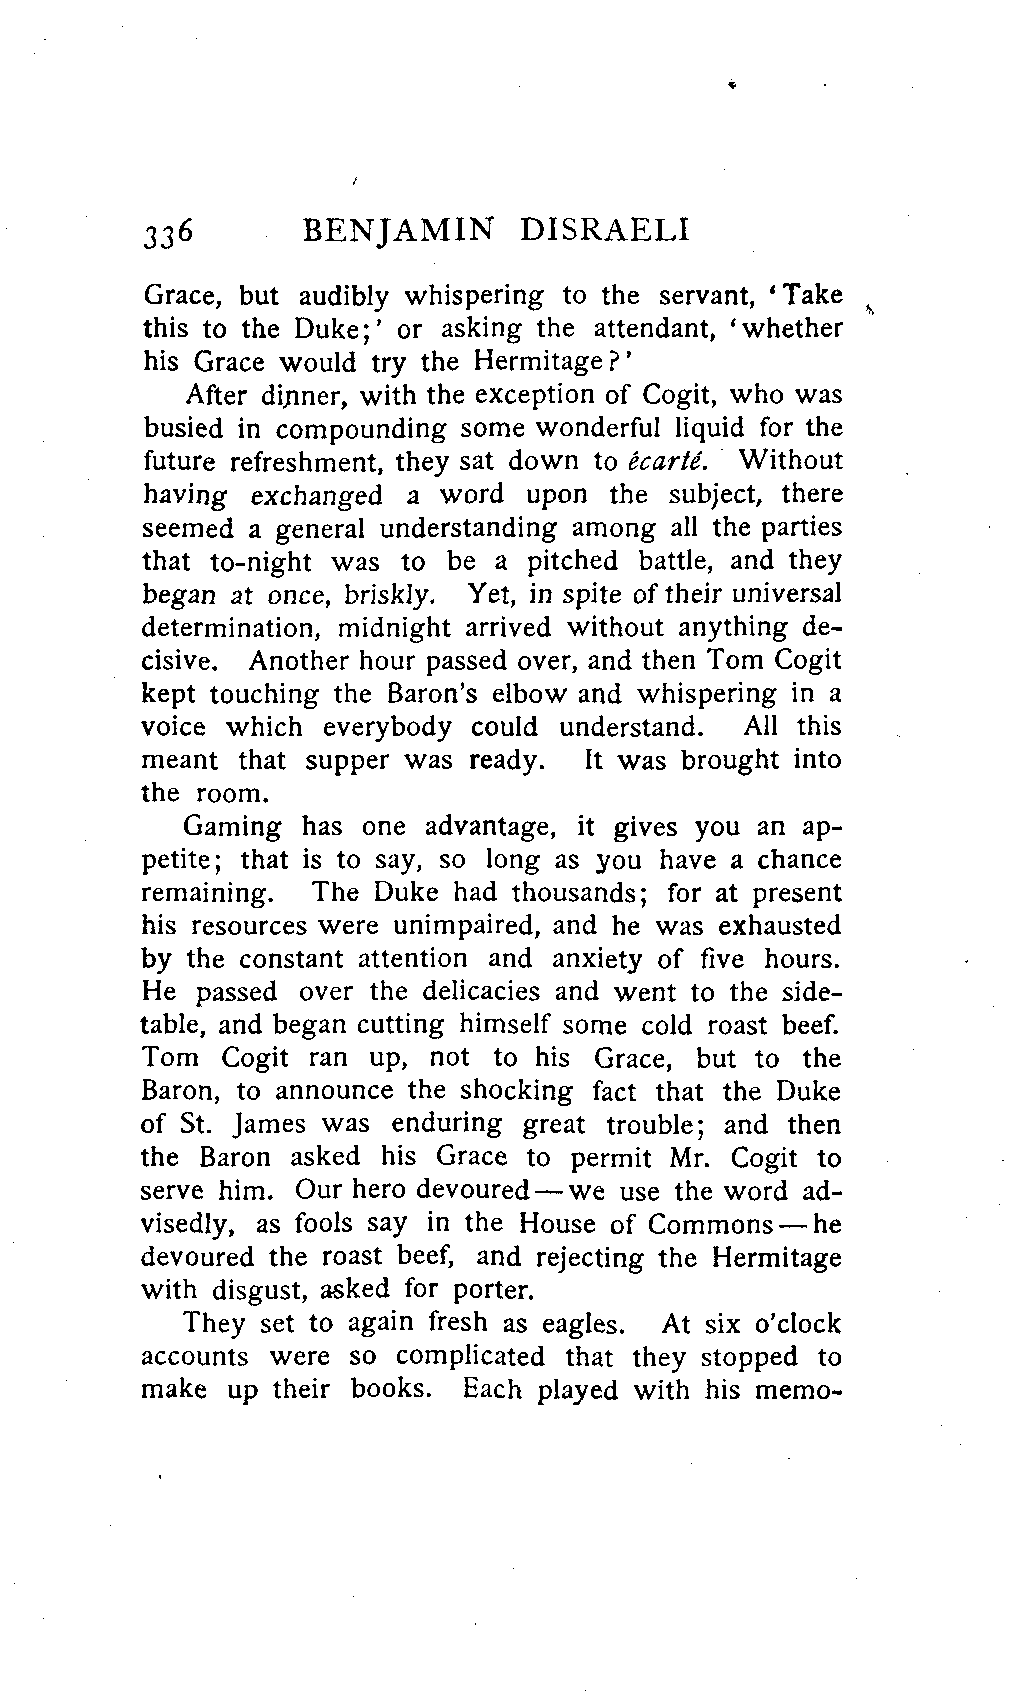 336 BENJAMIN DISRAELI
Grace, but audibly whispering to the servant, ‘Take
this to the Duke;’ or asking the attendant, ‘whether
his Grace would try the Hermitage?’
After dinner, with the exception of Cogit, who was
busied in compounding some wonderful liquid for the
future refreshment, they sat down to écarté. Without
having exchanged a word upon the subject, there
seemed a general understanding among all the parties
that to-night was to be a pitched battle, and they
began at once, briskly. Yet, in spite of their universal
determination, midnight arrived without anything de-
cisive. Another hour passed over, and then Tom Cogit
kept touching the Baron's elbow and whispering in a
voice which everybody could understand. All this
meant that supper was ready. It was brought into
the room.
Gaming has one advantage, it gives you an ap-
petite; that is to say, so long as you have a chance
remaining. The Duke had thousands; for at present
his resources were unimpaired, and he was exhausted
by the constant attention and anxiety of five hours.
He passed over the delicacies and went to the side-
table, and began cutting himself some cold roast beef.
Tom Cogit ran up, not to his Grace, but to the
Baron, to announce the shocking fact that the Duke
of St. James was enduring great trouble; and then
the Baron asked his Grace to permit Mr. Cogit to
serve him. Our hero devoured — we use the word ad-
visedly, as fools say in the House of Commons — he
devoured the roast beef, and rejecting the Hermitage
with disgust, asked for porter.
They set to again fresh as eagles. At six o'clock
accounts were so complicated that they stopped to
make up their books. Each played with his memo-